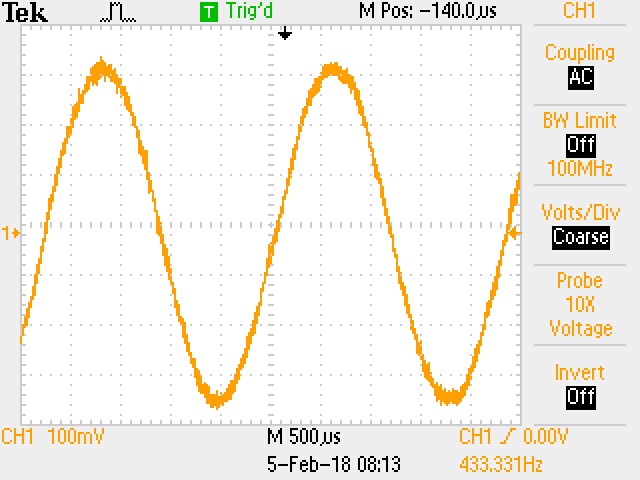 Tek T Trig'd M Pos: -140.0µs CH1
Coupling
AC
BW Limit
Off
100MHz
Volts/Div
Coarse
1
Probe
10X
Voltage
Invert
Off
CH1 100mV M 500µs CH1 0.00V
5-Feb-18 08:13 433.331Hz